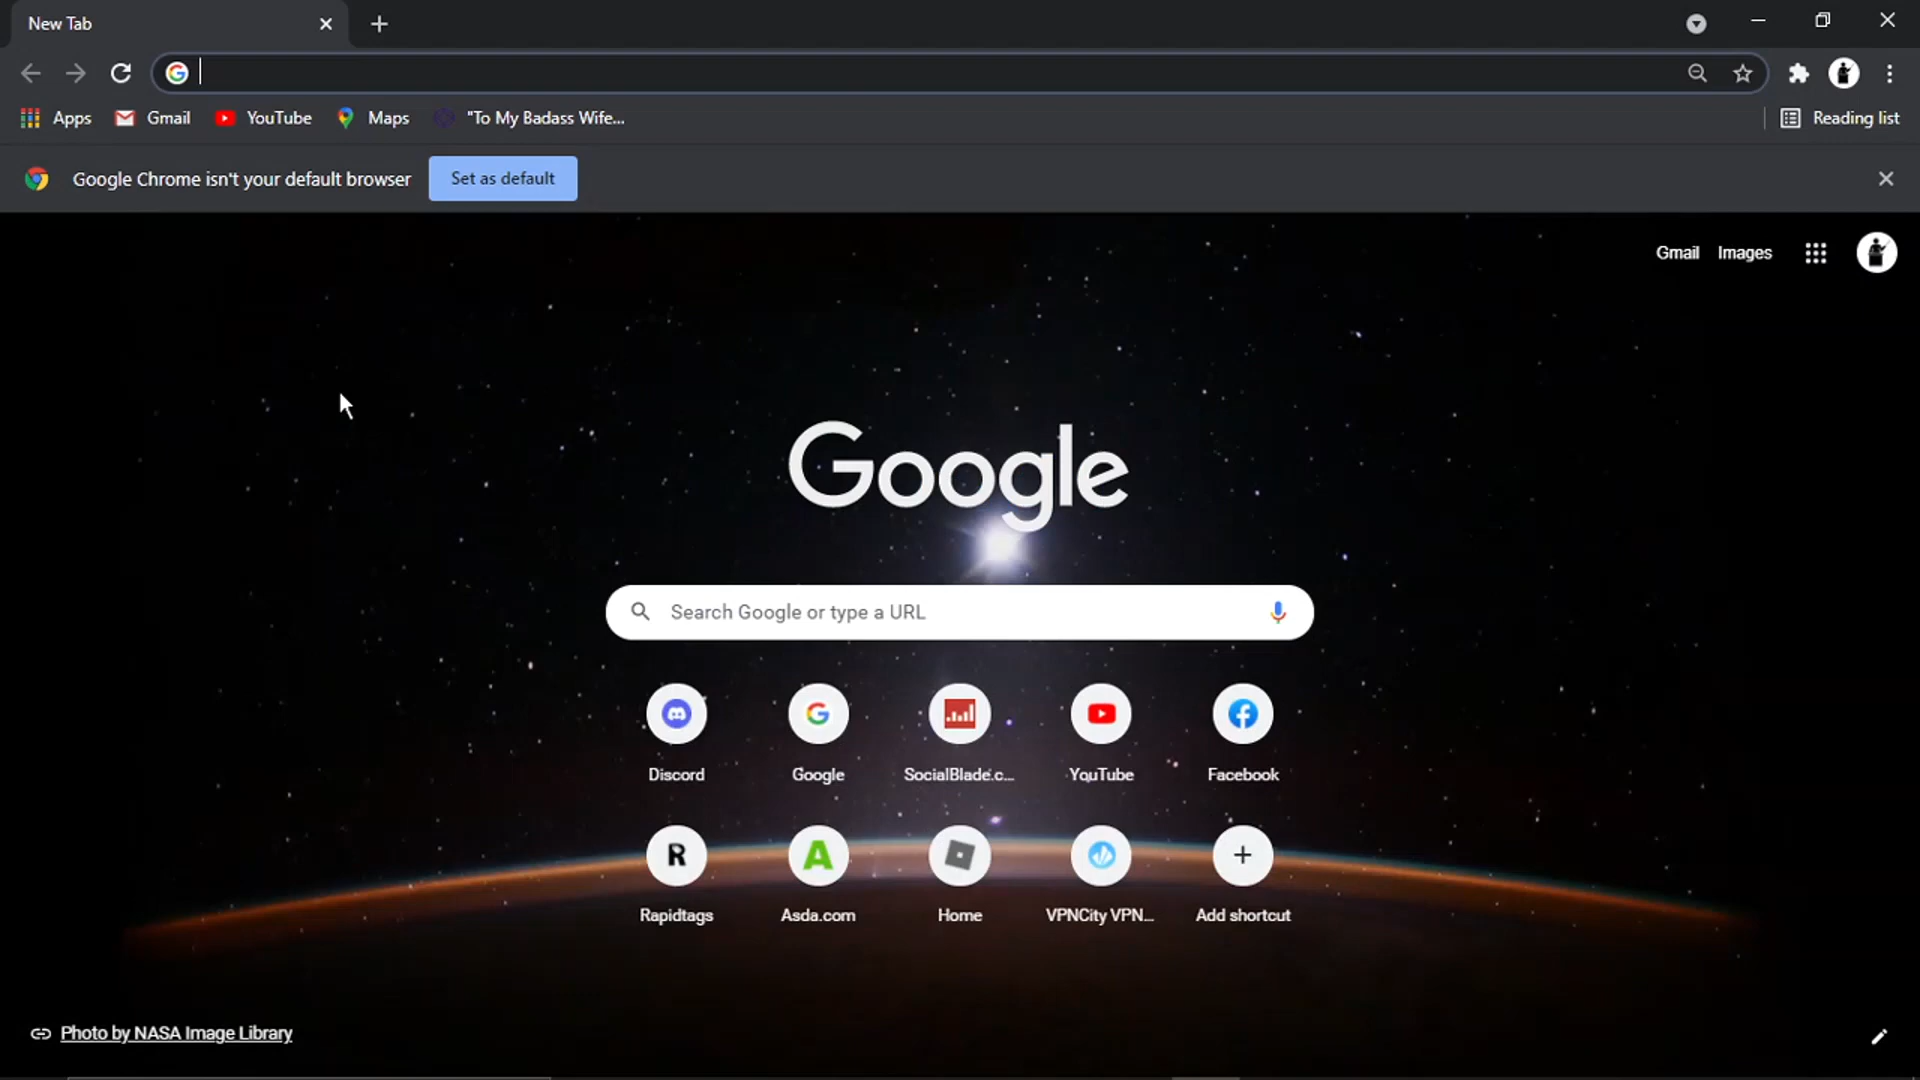 New Tab
Apps Gmail YouTube Maps "To My Badass Wife... Reading list
Google Chrome isn't your default browser Set as default
Gmail Images
Google
Search Google or type a URL
Discord Google SocialBlade.c... YouTube Facebook
R A
Rapidtags Asda.com Home VPNCity VPN... Add shortcut
Photo by NASA Image Library